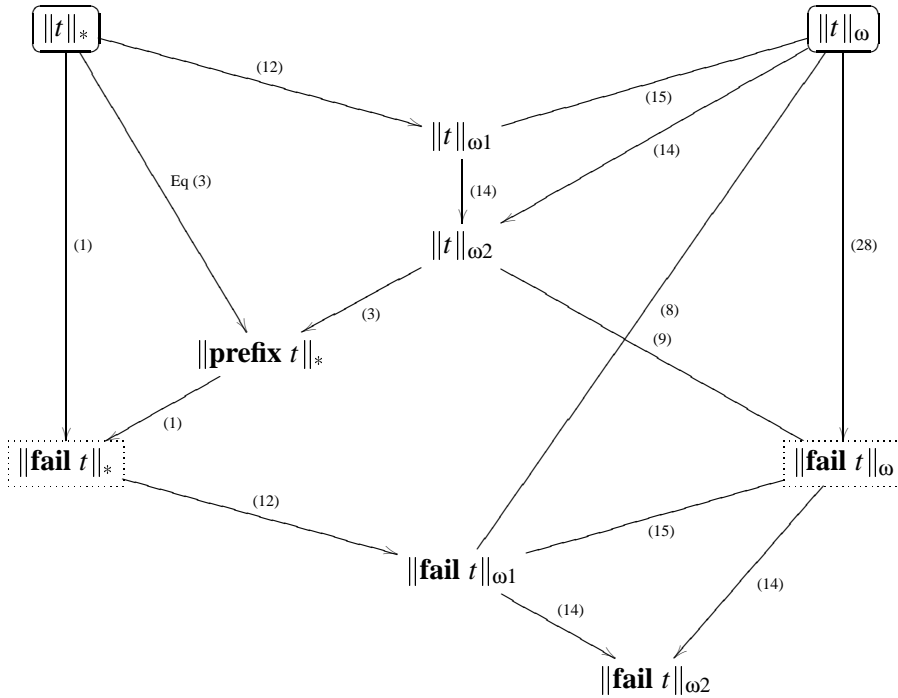 ‖t‖∗
‖t‖ω
(12)
(15)
‖t‖ω1
(14)
Eq (3)
(14)
(1)
‖t‖ω2
(28)
(3)
(8)
(9)
‖prefix t‖∗
(1)
‖fail t‖∗
‖fail t‖ω
(12)
(15)
‖fail t‖ω1
(14)
(14)
‖fail t‖ω2